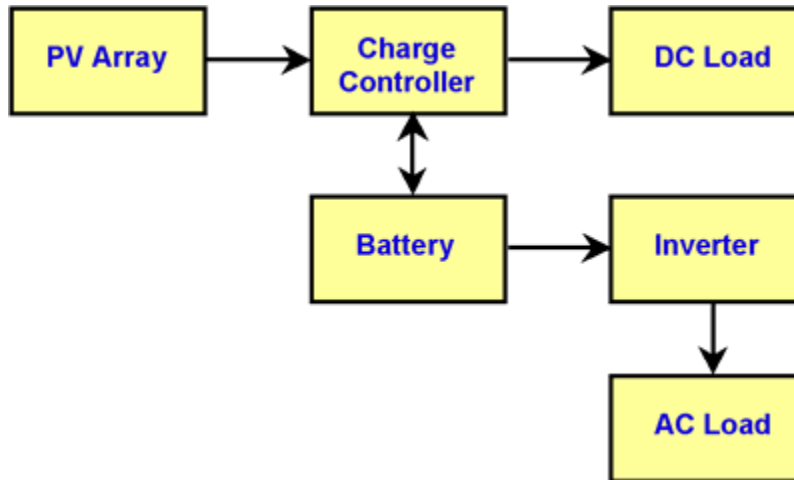 PV Array
Charge
Controller
DC Load
Battery
Inverter
AC Load